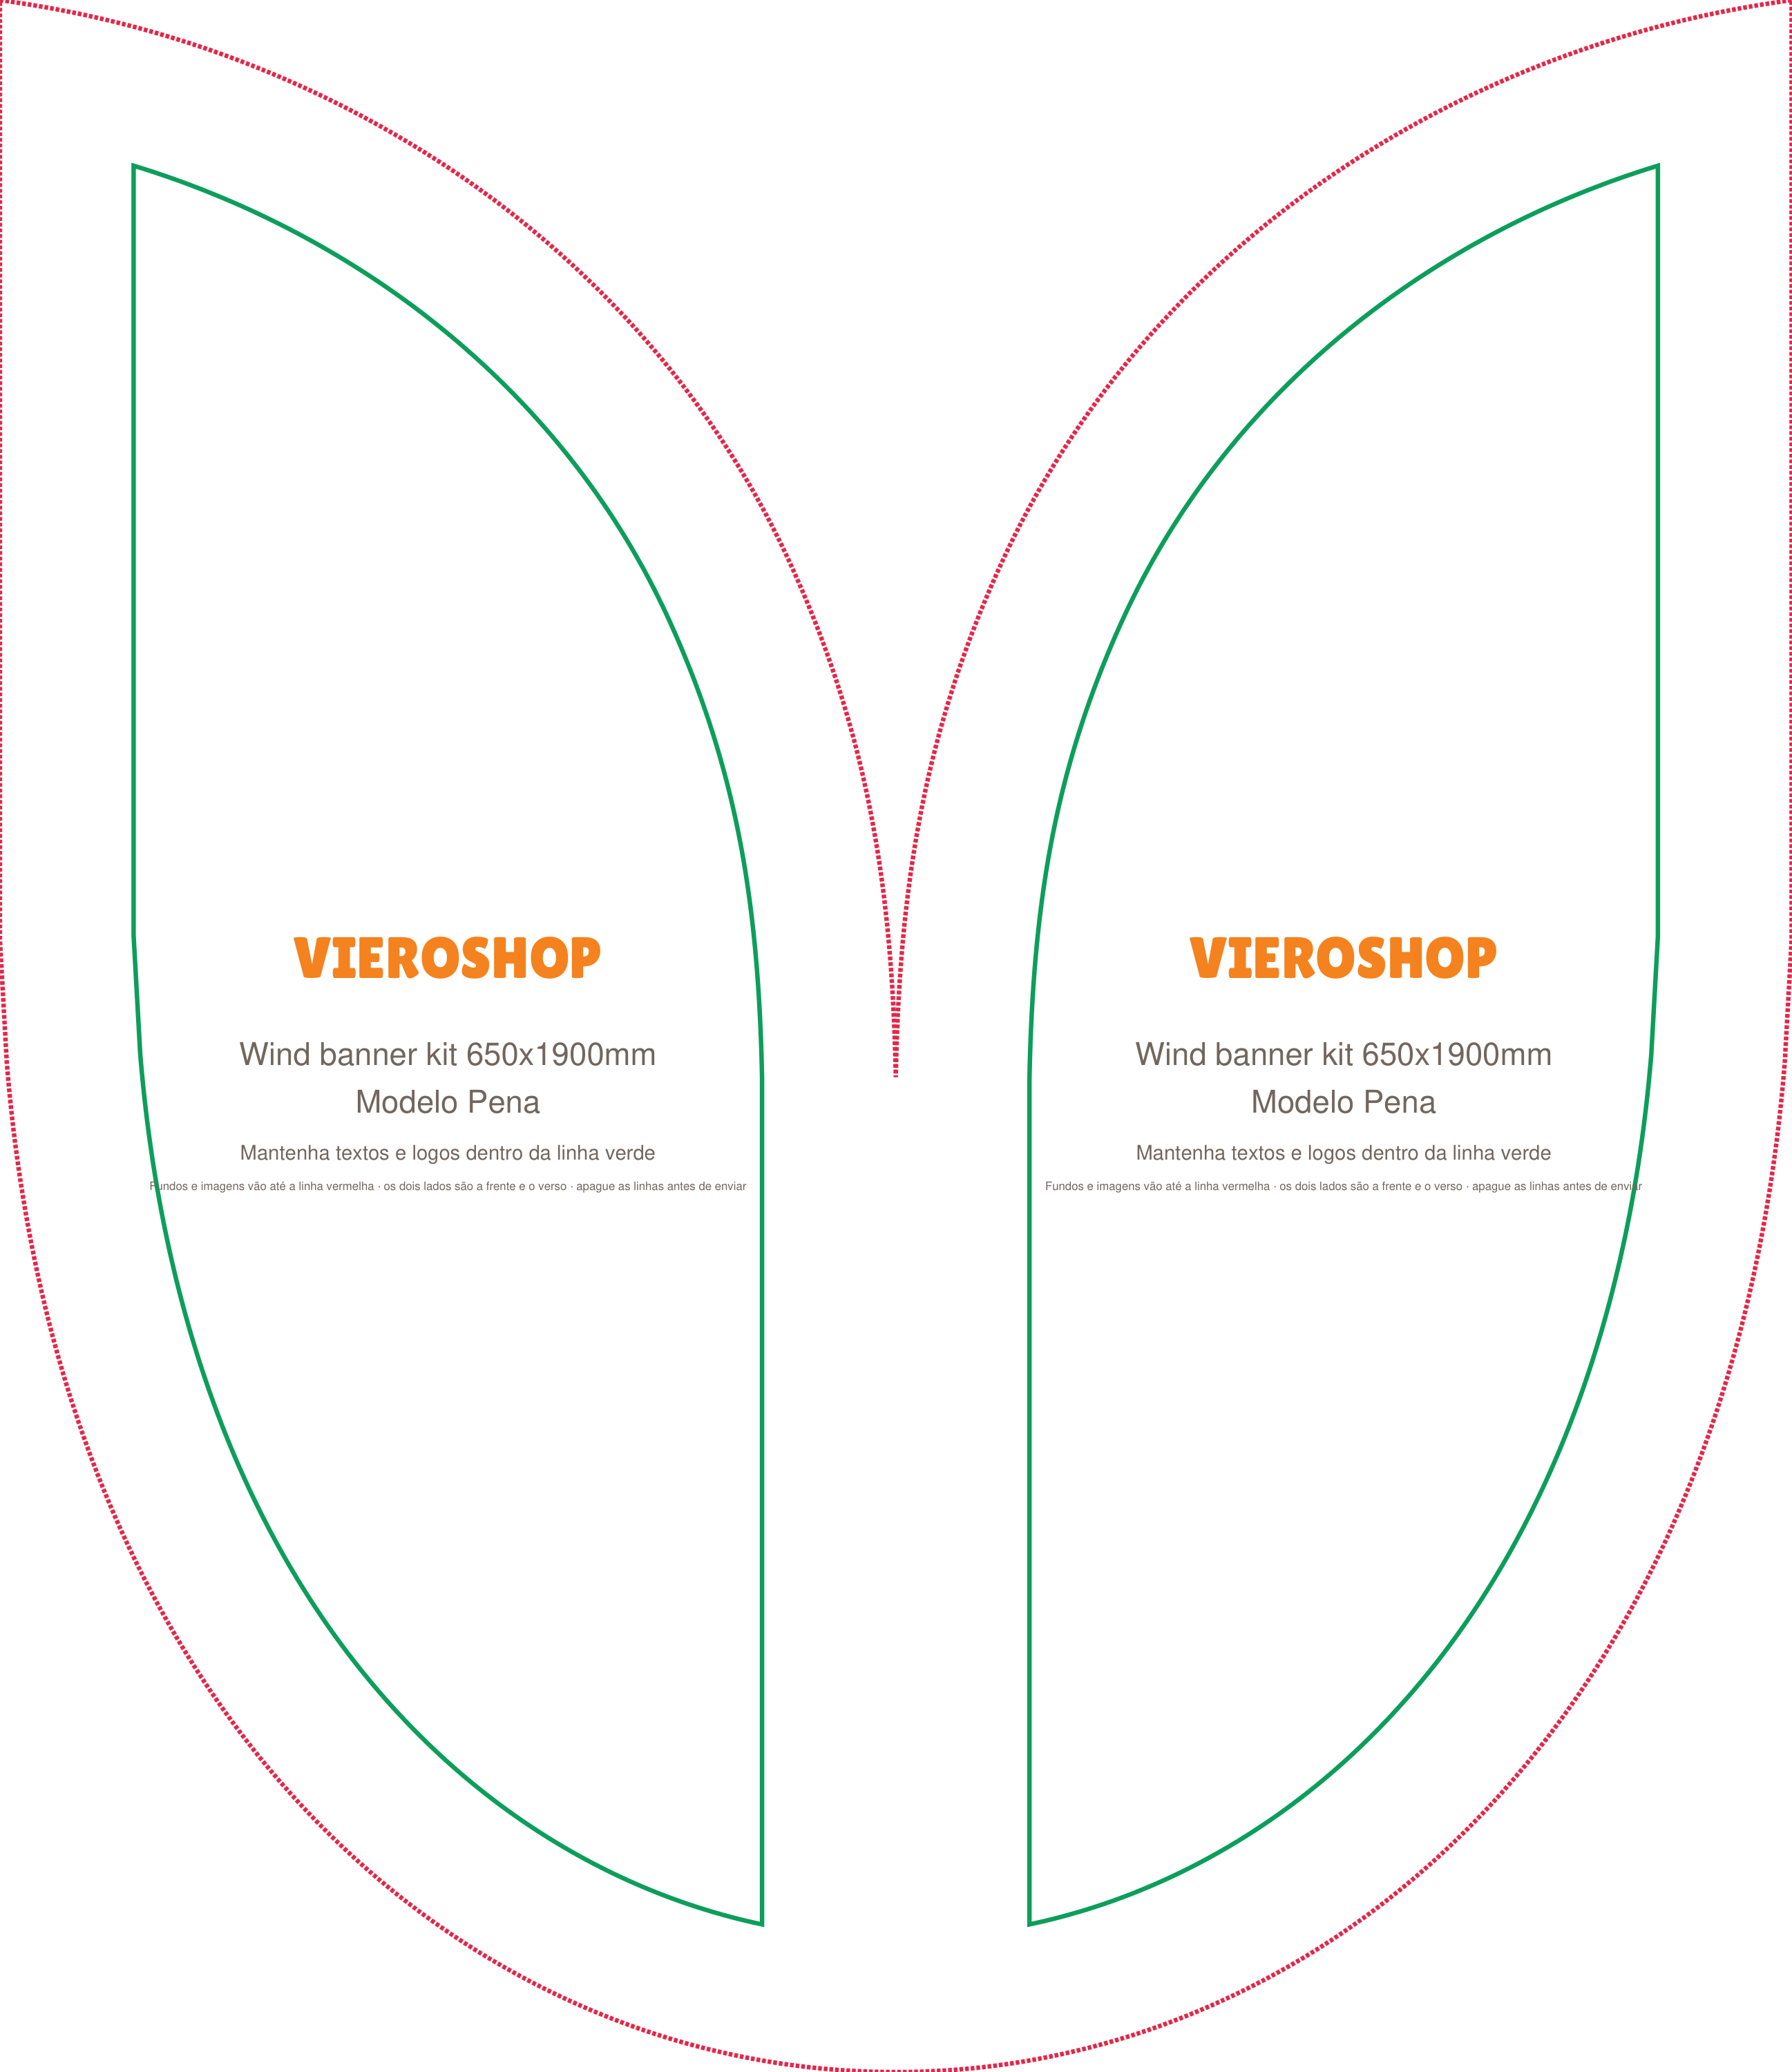 VIEROSHOP
Wind banner kit 650x1900mm
Modelo Pena
Mantenha textos e logos dentro da linha verde
Fundos e imagens vão até a linha vermelha · os dois lados são a frente e o verso · apague as linhas antes de enviar
VIEROSHOP
Wind banner kit 650x1900mm
Modelo Pena
Mantenha textos e logos dentro da linha verde
Fundos e imagens vão até a linha vermelha · os dois lados são a frente e o verso · apague as linhas antes de enviar